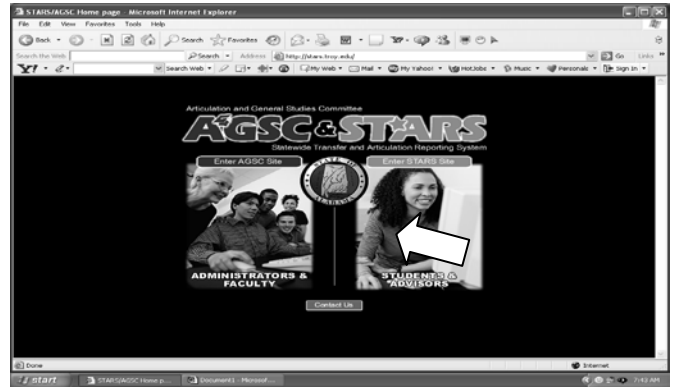 STARS/AGSC Home page - Microsoft Internet Explorer
File Edit View Favorites Tools Help
Back Search Favorites
Search the Web Search Address http://stars.troy.edu/ Go Links
Y! Search Web My Web Mail My Yahoo! HotJobs Music Personals Sign In
Articulation and General Studies Committee
AGSC & STARS
Statewide Transfer and Articulation Reporting System
Enter AGSC Site Enter STARS Site
STATE OF
ALABAMA
ADMINISTRATORS & FACULTY
STUDENTS & ADVISORS
Contact Us
Done Internet
start STARS/AGSC Home p... Document1 - Microsof... 7:42 AM